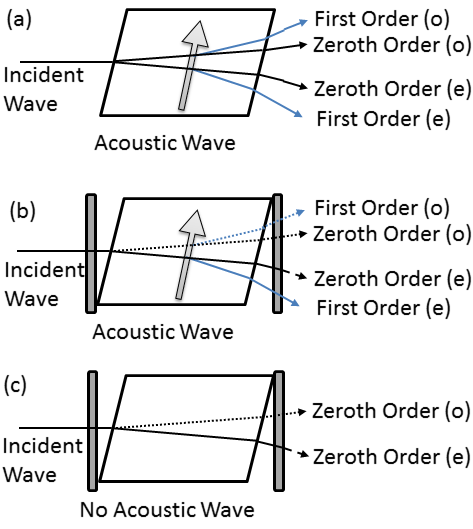 (a)
First Order (o)
Zeroth Order (o)
Incident
Wave
Zeroth Order (e)
First Order (e)
Acoustic Wave
(b)
First Order (o)
Zeroth Order (o)
Incident
Wave
Zeroth Order (e)
First Order (e)
Acoustic Wave
(c)
Zeroth Order (o)
Incident
Wave
Zeroth Order (e)
No Acoustic Wave